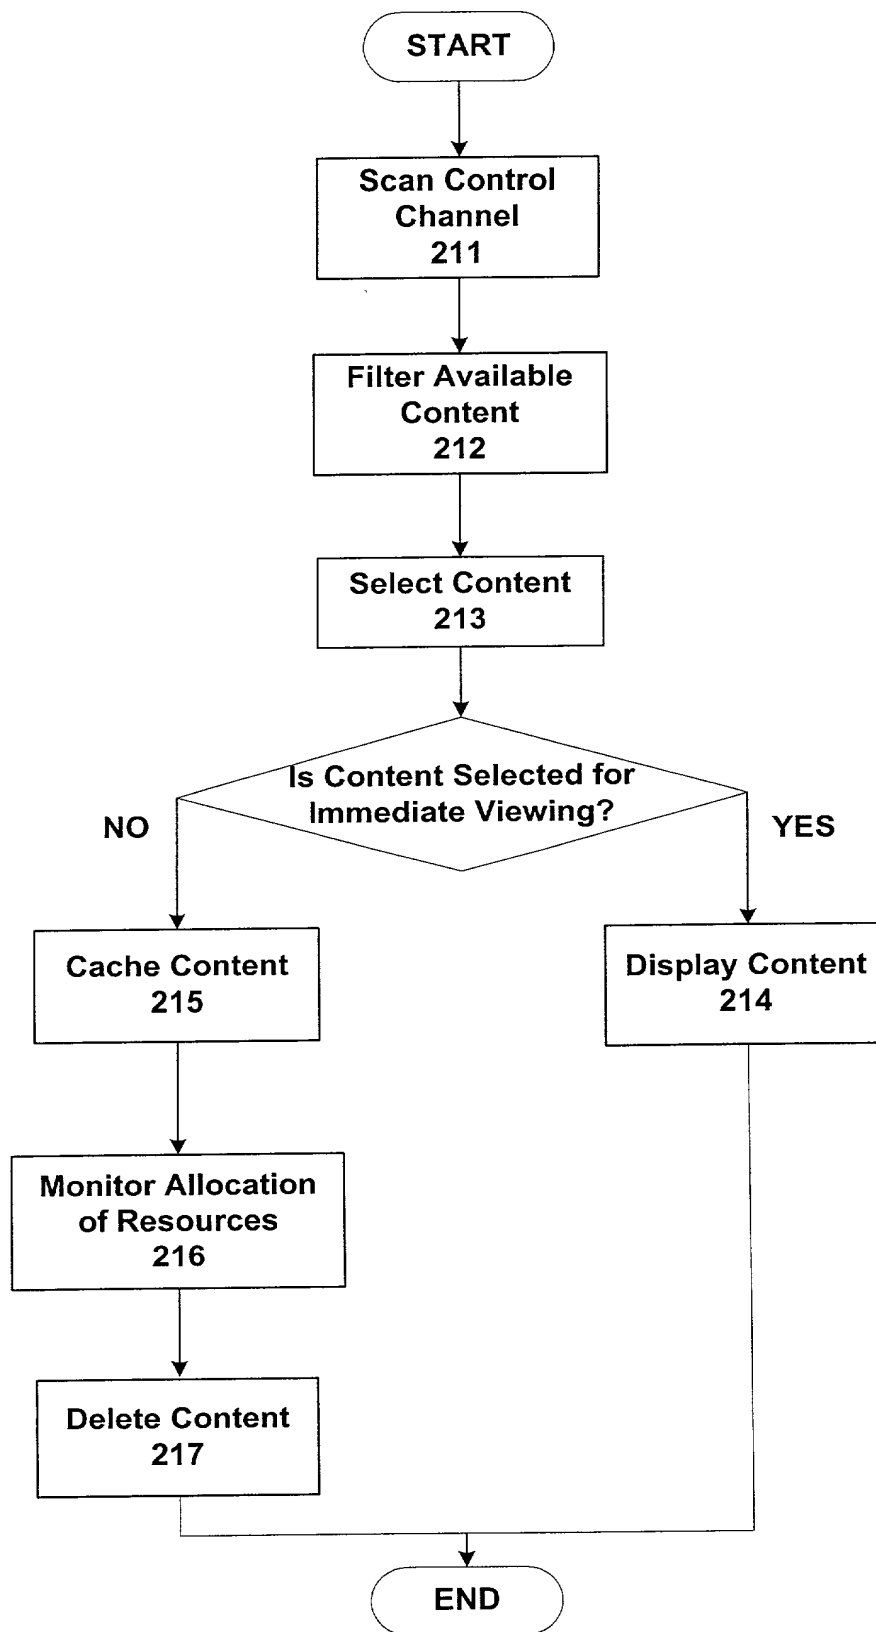 START
Scan Control
Channel
211
Filter Available
Content
212
Select Content
213
Is Content Selected for
Immediate Viewing?
NO
YES
Cache Content
215
Display Content
214
Monitor Allocation
of Resources
216
Delete Content
217
END